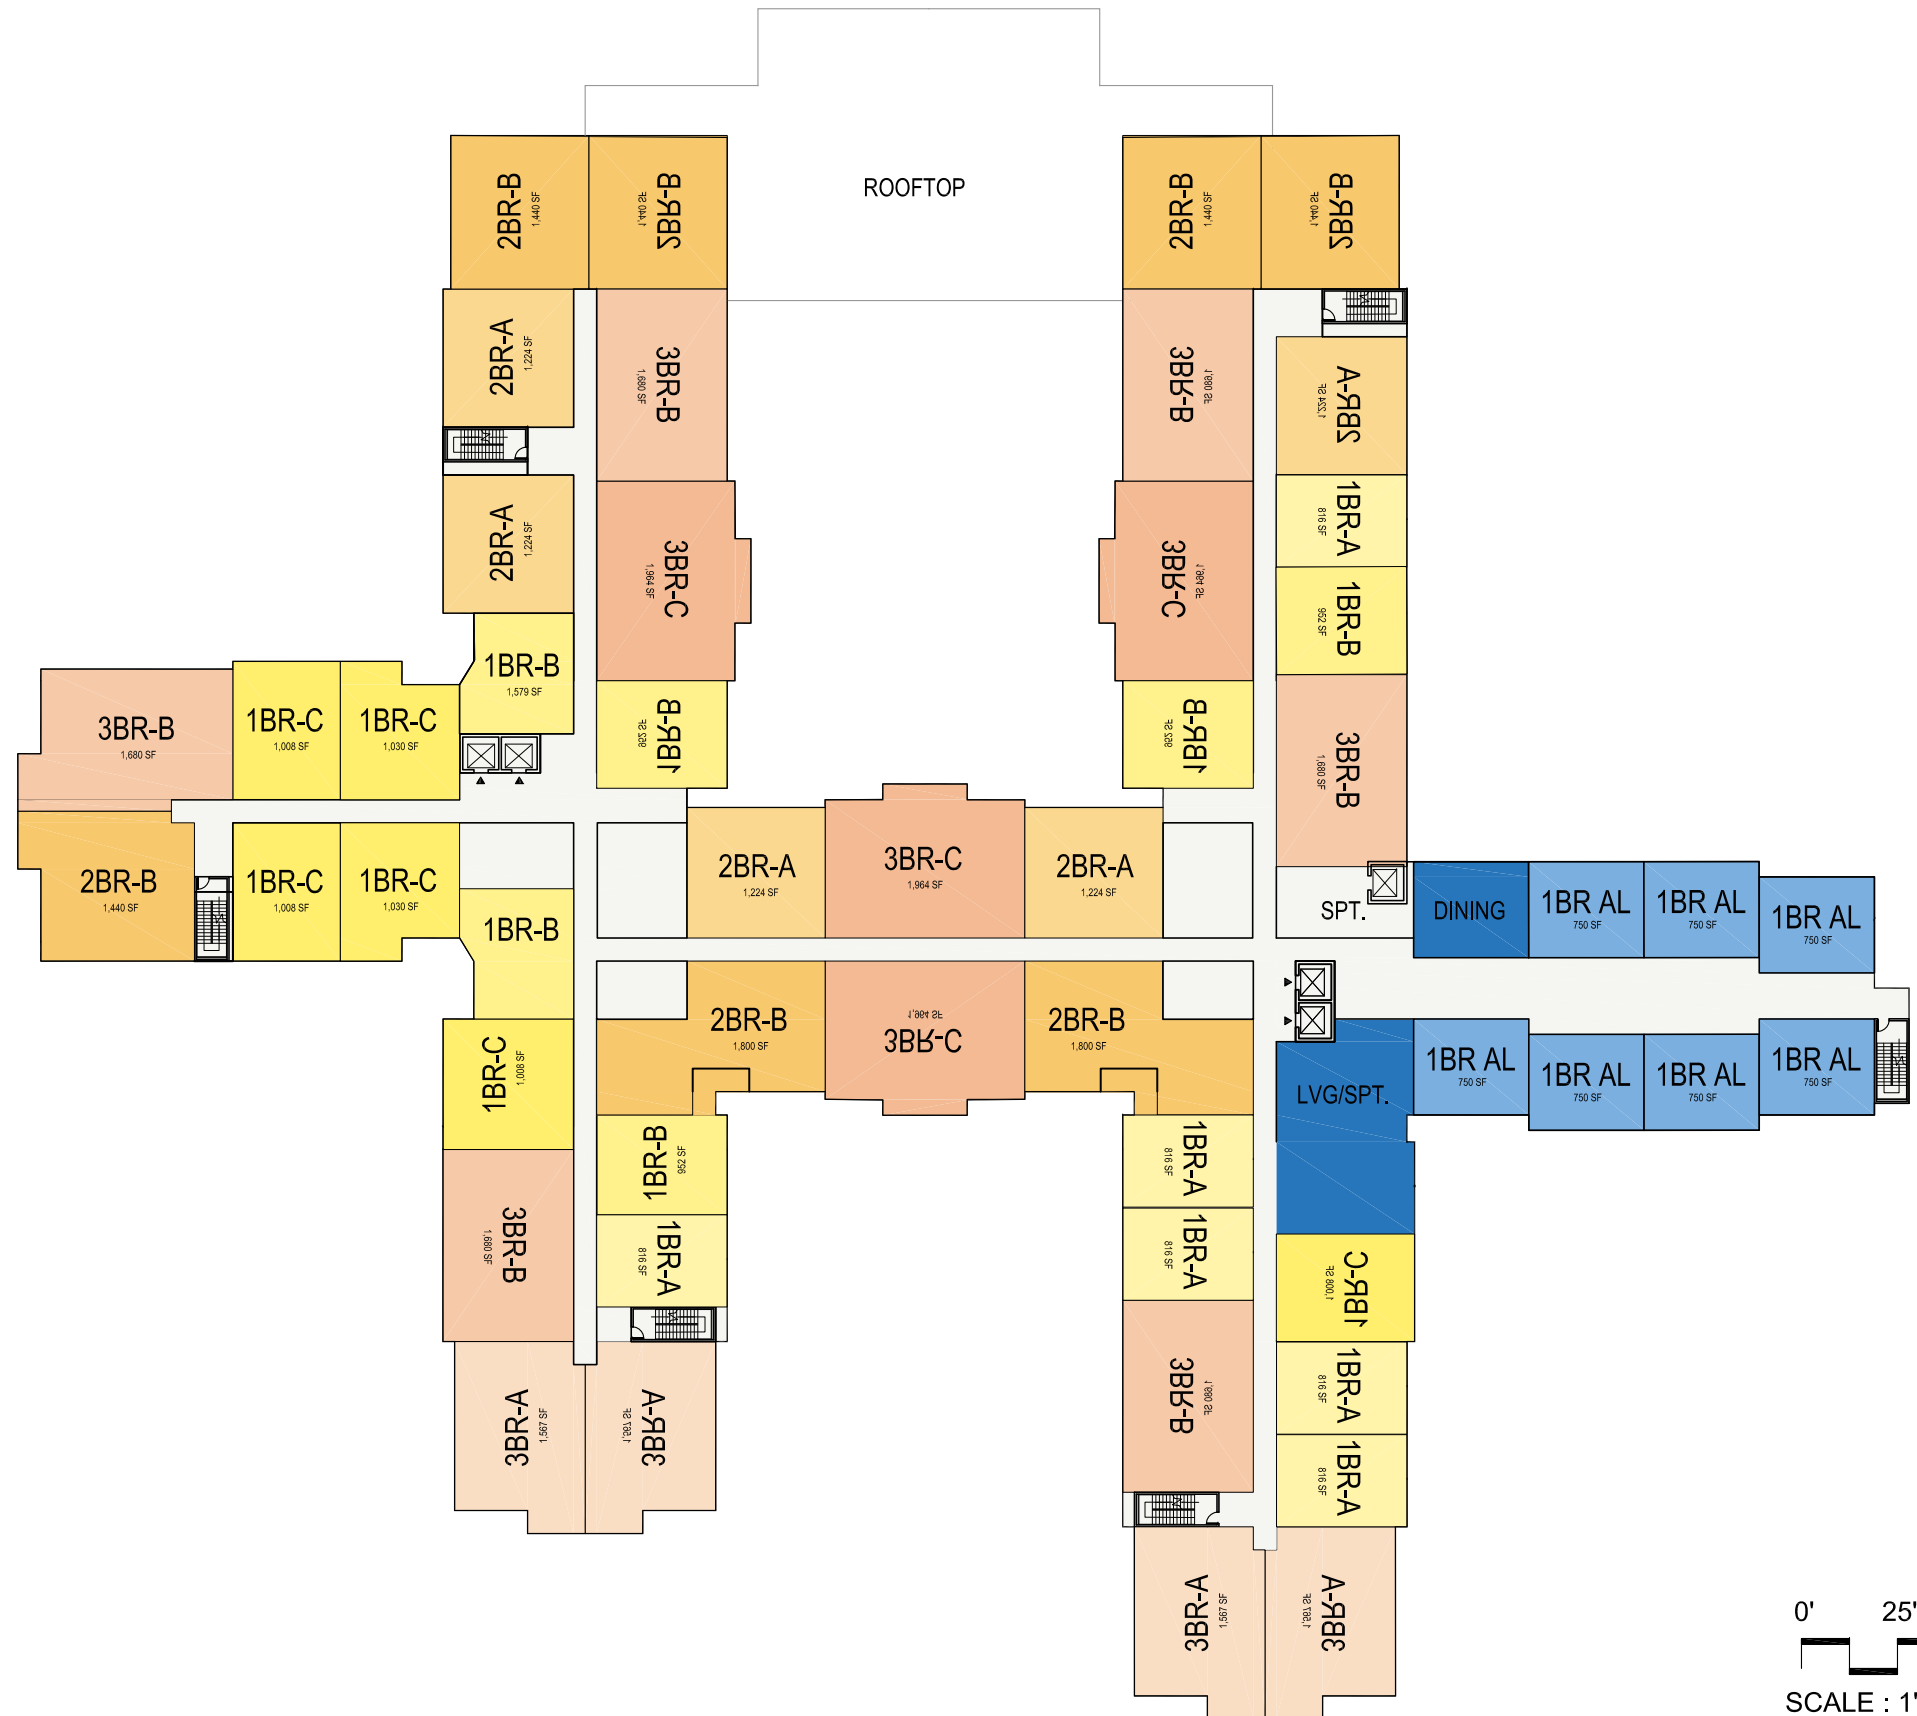 ROOFTOP
2BR-B
1,440 SF
2BR-B
1,440 SF
2BR-B
1,440 SF
2BR-B
1,440 SF
2BR-A
1,224 SF
3BR-B
1,680 SF
3BR-B
1,680 SF
2BR-A
1,224 SF
2BR-A
1,224 SF
3BR-C
1,964 SF
3BR-C
1,964 SF
1BR-A
816 SF
1BR-B
952 SF
1BR-B
1,579 SF
3BR-B
1,680 SF
1BR-C
1,008 SF
1BR-C
1,030 SF
1BR-B
952 SF
1BR-B
952 SF
3BR-B
1,680 SF
2BR-B
1,440 SF
1BR-C
1,008 SF
1BR-C
1,030 SF
1BR-B
2BR-A
1,224 SF
3BR-C
1,964 SF
2BR-A
1,224 SF
SPT.
DINING
1BR AL
750 SF
1BR AL
750 SF
1BR AL
750 SF
2BR-B
1,800 SF
3BR-C
1,964 SF
2BR-B
1,800 SF
1BR-C
1,008 SF
LVG/SPT.
1BR AL
750 SF
1BR AL
750 SF
1BR AL
750 SF
1BR AL
750 SF
1BR-B
952 SF
1BR-A
816 SF
3BR-B
1,680 SF
1BR-A
816 SF
1BR-A
816 SF
1BR-C
1,008 SF
3BR-A
1,567 SF
3BR-A
1,567 SF
3BR-B
1,680 SF
1BR-A
816 SF
1BR-A
816 SF
3BR-A
1,567 SF
3BR-A
1,567 SF
0' 25'
SCALE : 1"